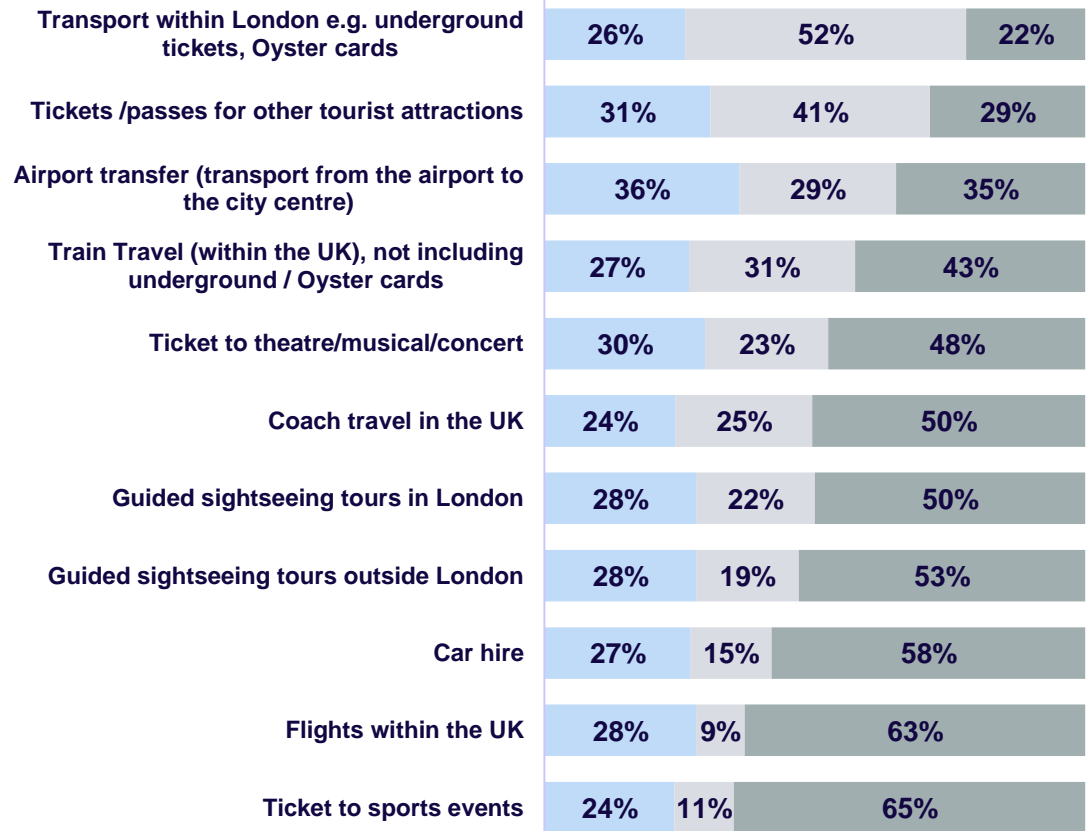 Transport within London e.g. underground
tickets, Oyster cards
26% 52% 22%
Tickets /passes for other tourist attractions
31% 41% 29%
Airport transfer (transport from the airport to
the city centre)
36% 29% 35%
Train Travel (within the UK), not including
underground / Oyster cards
27% 31% 43%
Ticket to theatre/musical/concert
30% 23% 48%
Coach travel in the UK
24% 25% 50%
Guided sightseeing tours in London
28% 22% 50%
Guided sightseeing tours outside London
28% 19% 53%
Car hire
27% 15% 58%
Flights within the UK
28% 9% 63%
Ticket to sports events
24% 11% 65%